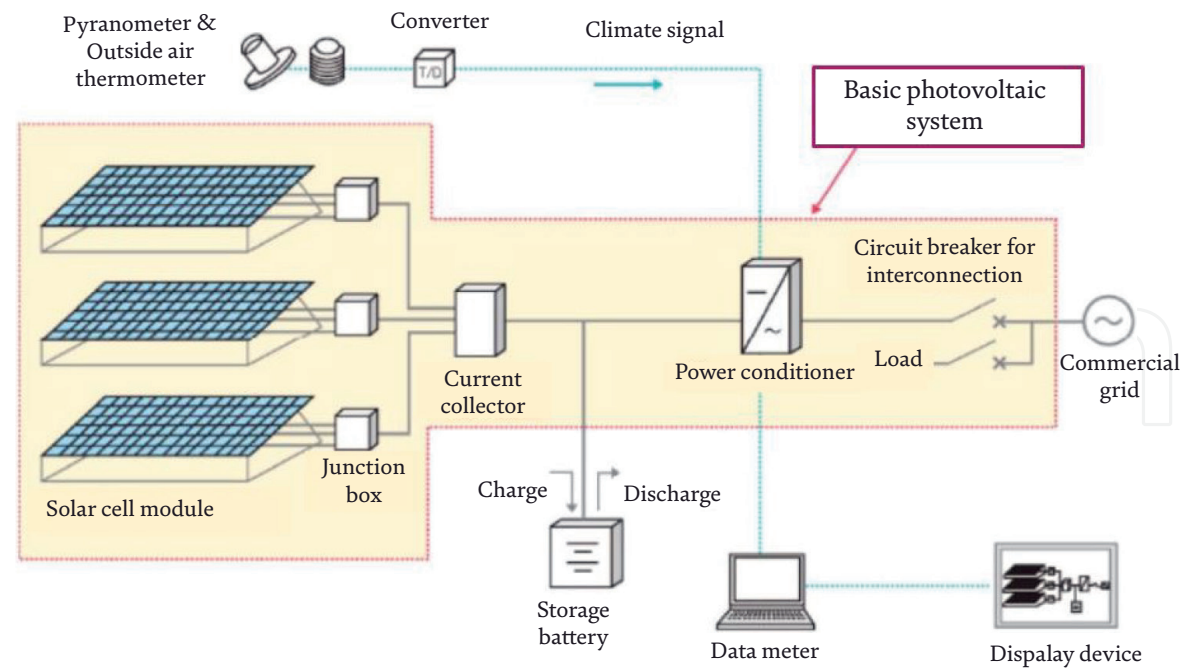 Pyranometer &
Outside air
thermometer
Converter
T/D
Climate signal
Basic photovoltaic
system
Circuit breaker for
interconnection
Load
Commercial
grid
Power conditioner
Current
collector
Junction
box
Solar cell module
Charge
Discharge
Storage
battery
Data meter
Dispalay device